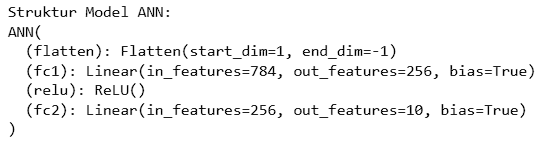 Struktur Model ANN:
ANN(
  (flatten): Flatten(start_dim=1, end_dim=-1)
  (fc1): Linear(in_features=784, out_features=256, bias=True)
  (relu): ReLU()
  (fc2): Linear(in_features=256, out_features=10, bias=True)
)